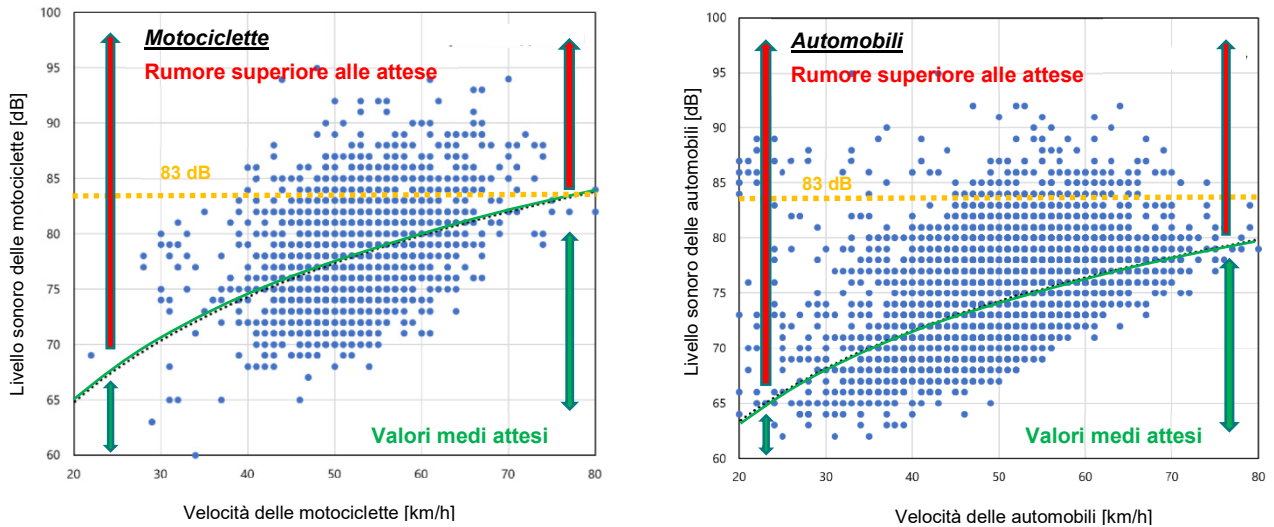 Motociclette
Rumore superiore alle attese
83 dB
Valori medi attesi
Livello sonoro delle motociclette [dB]
100
95
90
85
80
75
70
65
60
20
30
40
50
60
70
80
Velocità delle motociclette [km/h]
Automobili
Rumore superiore alle attese
83 dB
Valori medi attesi
Livello sonoro delle automobili [dB]
100
95
90
85
80
75
70
65
60
20
30
40
50
60
70
80
Velocità delle automobili [km/h]